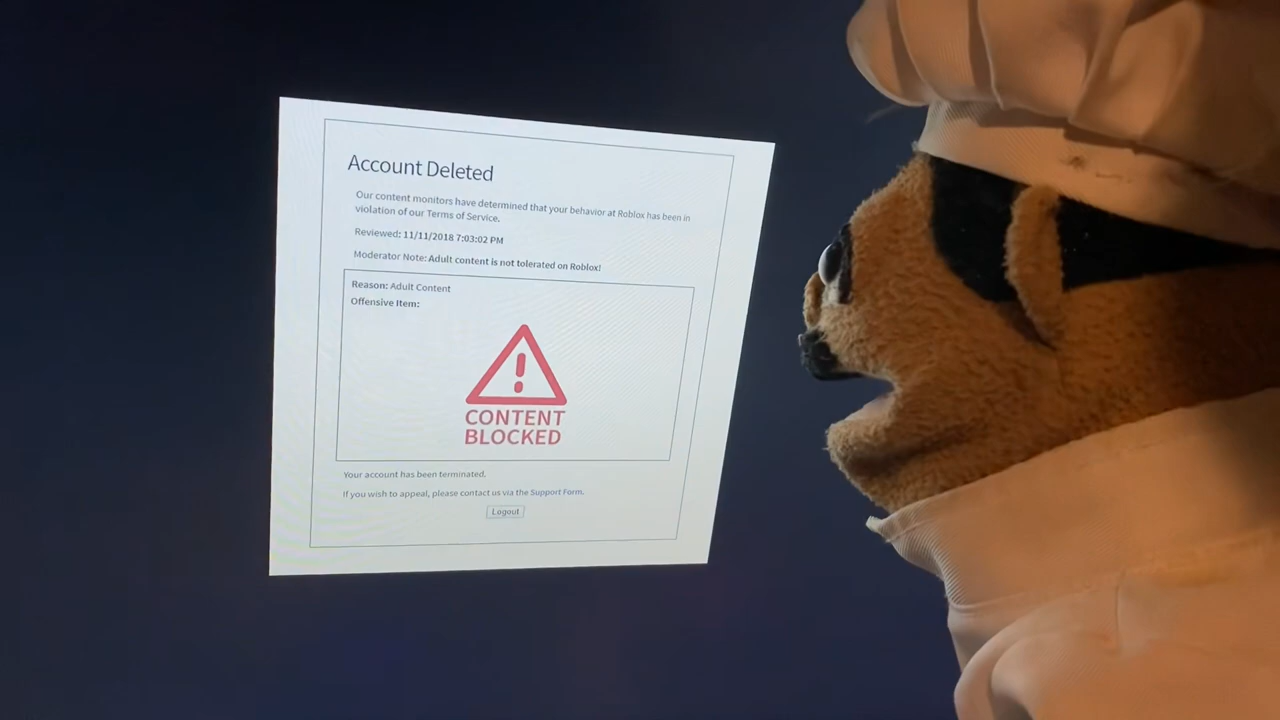 Account Deleted
Our content monitors have determined that your behavior at Roblox has been in
violation of our Terms of Service.
Reviewed: 11/11/2018 7:03:02 PM
Moderator Note: Adult content is not tolerated on Roblox!
Reason: Adult Content
Offensive Item:
CONTENT
BLOCKED
Your account has been terminated.
If you wish to appeal, please contact us via the Support Form.
Logout